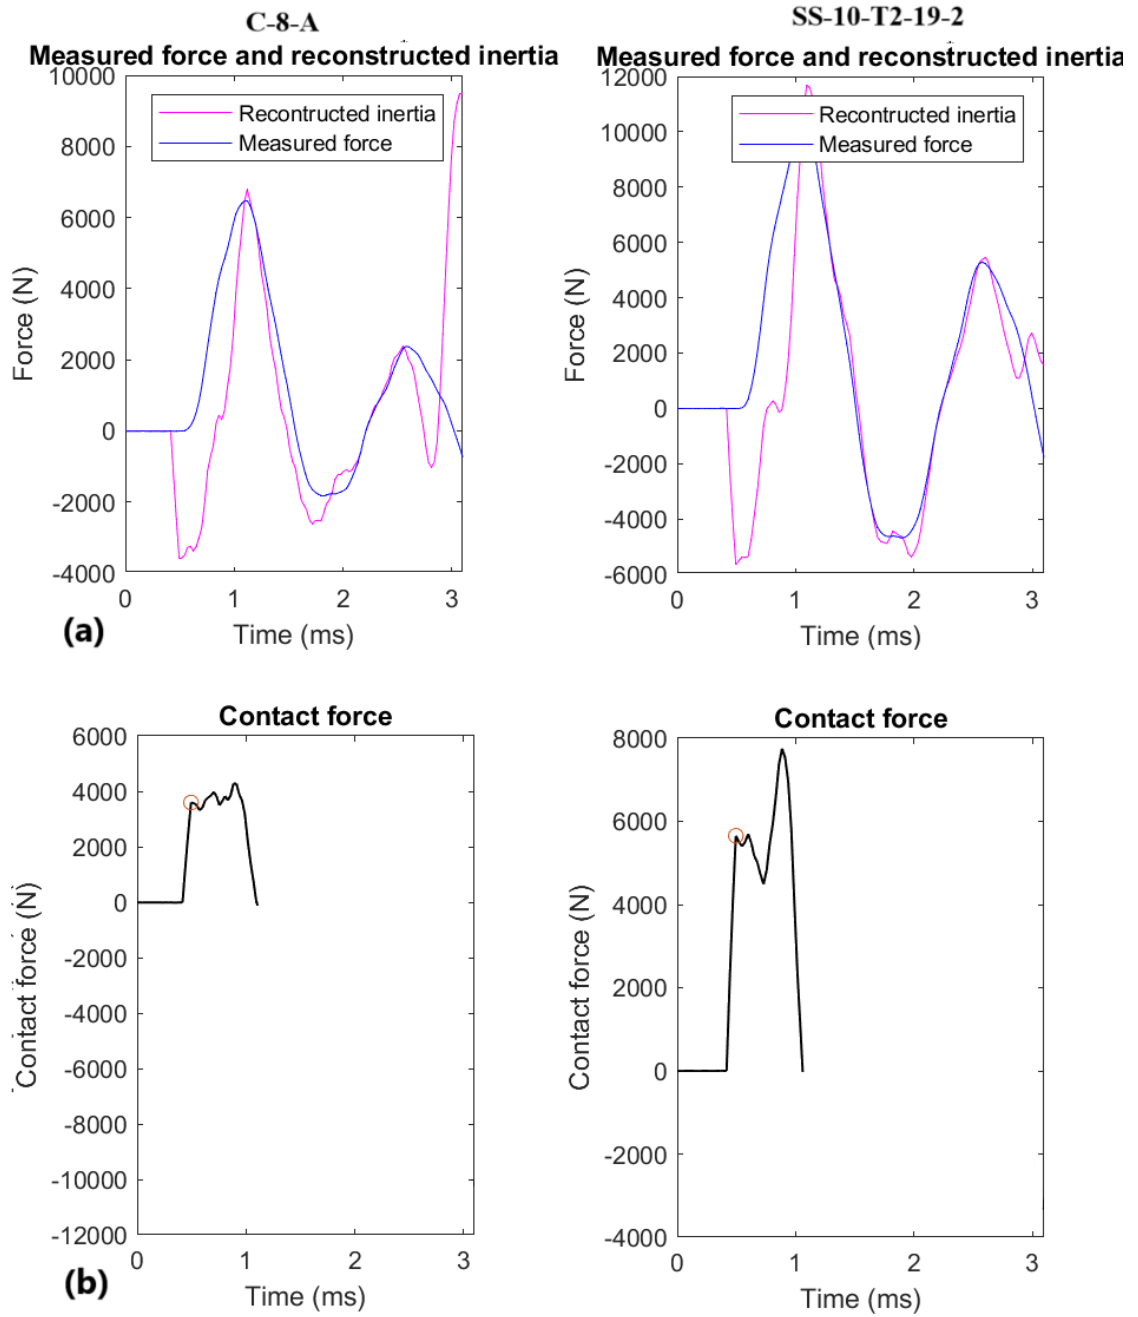 C-8-A
SS-10-T2-19-2
Measured force and reconstructed inertia
Measured force and reconstructed inertia
10000
8000
6000
4000
2000
0
-2000
-4000
Force (N)
Recontructed inertia
Measured force
0
1
2
3
Time (ms)
(a)
12000
10000
8000
6000
4000
2000
0
-2000
-4000
-6000
Force (N)
Recontructed inertia
Measured force
0
1
2
3
Time (ms)
Contact force
6000
4000
2000
0
-2000
-4000
-6000
-8000
-10000
-12000
Contact force (N)
0
1
2
3
Time (ms)
(b)
Contact force
8000
6000
4000
2000
0
-2000
-4000
Contact force (N)
0
1
2
3
Time (ms)